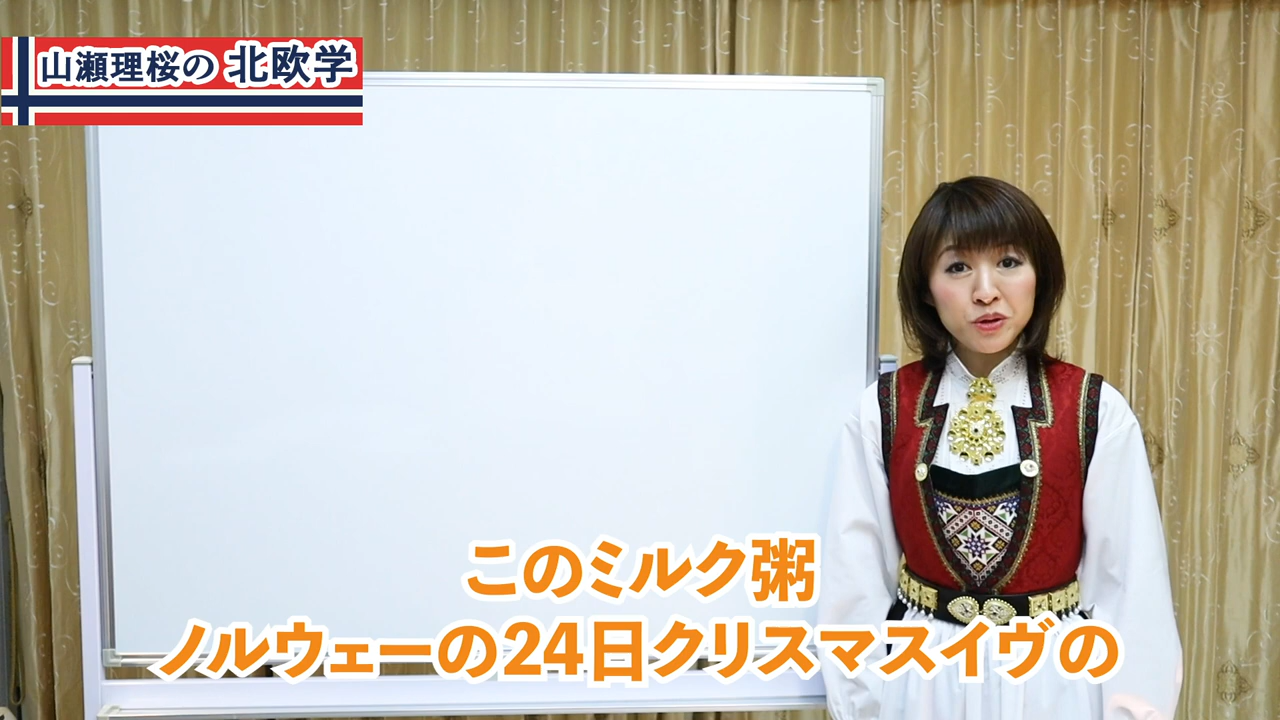 山瀬理桜の北欧学
このミルク粥
ノルウェーの24日クリスマスイヴの